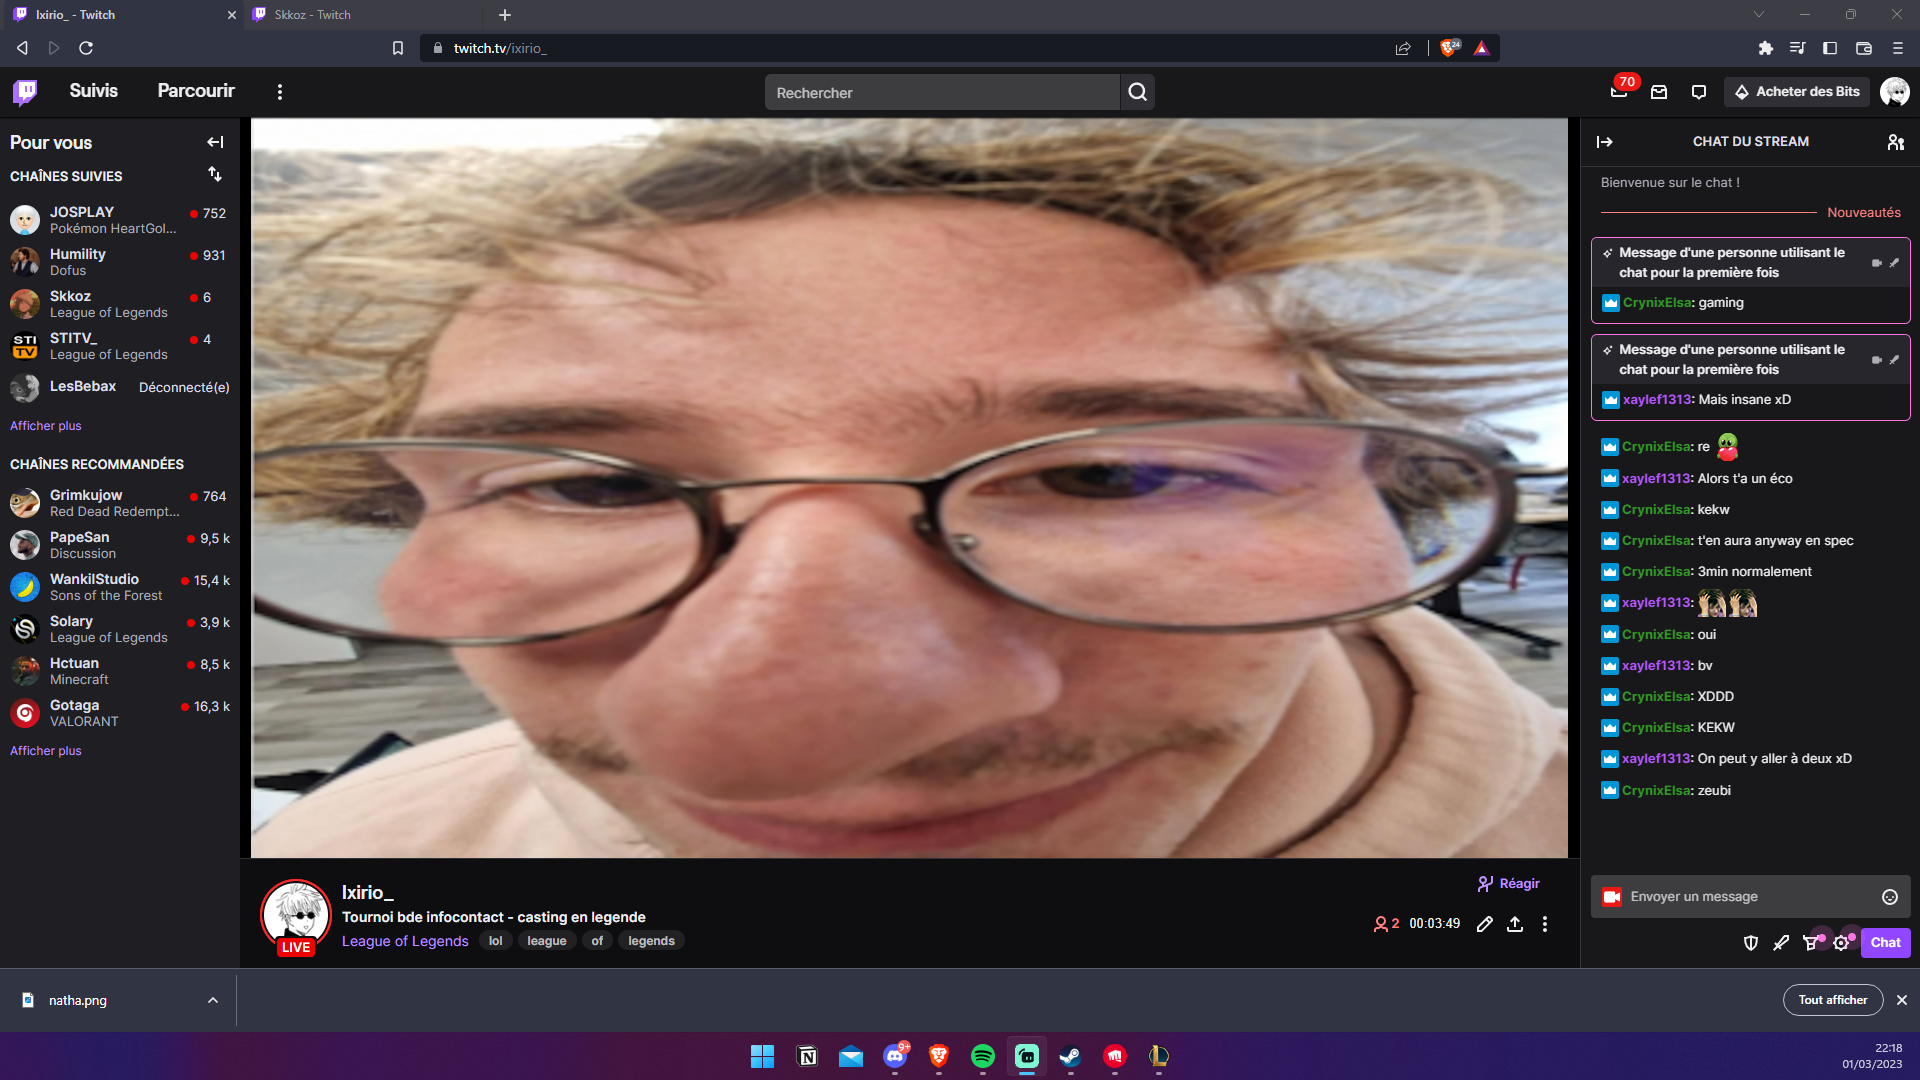 Ixirio_ - Twitch
Skkoz - Twitch
twitch.tv/ixirio_
24
Suivis
Parcourir
Rechercher
70
Acheter des Bits
Pour vous
CHAÎNES SUIVIES
JOSPLAY
752
Pokémon HeartGol...
Humility
931
Dofus
Skkoz
6
League of Legends
STI TV
STITV_
4
League of Legends
LesBebax
Déconnecté(e)
Afficher plus
CHAÎNES RECOMMANDÉES
Grimkujow
764
Red Dead Redempt...
PapeSan
9,5 k
Discussion
WankilStudio
15,4 k
Sons of the Forest
Solary
3,9 k
League of Legends
Hctuan
8,5 k
Minecraft
Gotaga
16,3 k
VALORANT
Afficher plus
Ixirio_
Tournoi bde infocontact - casting en legende
League of Legends
lol
league
of
legends
LIVE
Réagir
2
00:03:49
CHAT DU STREAM
Bienvenue sur le chat !
Nouveautés
Message d'une personne utilisant le
chat pour la première fois
CrynixElsa: gaming
Message d'une personne utilisant le
chat pour la première fois
xaylef1313: Mais insane xD
CrynixElsa: re
xaylef1313: Alors t'a un éco
CrynixElsa: kekw
CrynixElsa: t'en aura anyway en spec
CrynixElsa: 3min normalement
xaylef1313:
CrynixElsa: oui
xaylef1313: bv
CrynixElsa: XDDD
CrynixElsa: KEKW
xaylef1313: On peut y aller à deux xD
CrynixElsa: zeubi
Envoyer un message
Chat
natha.png
Tout afficher
9+
22:18
01/03/2023